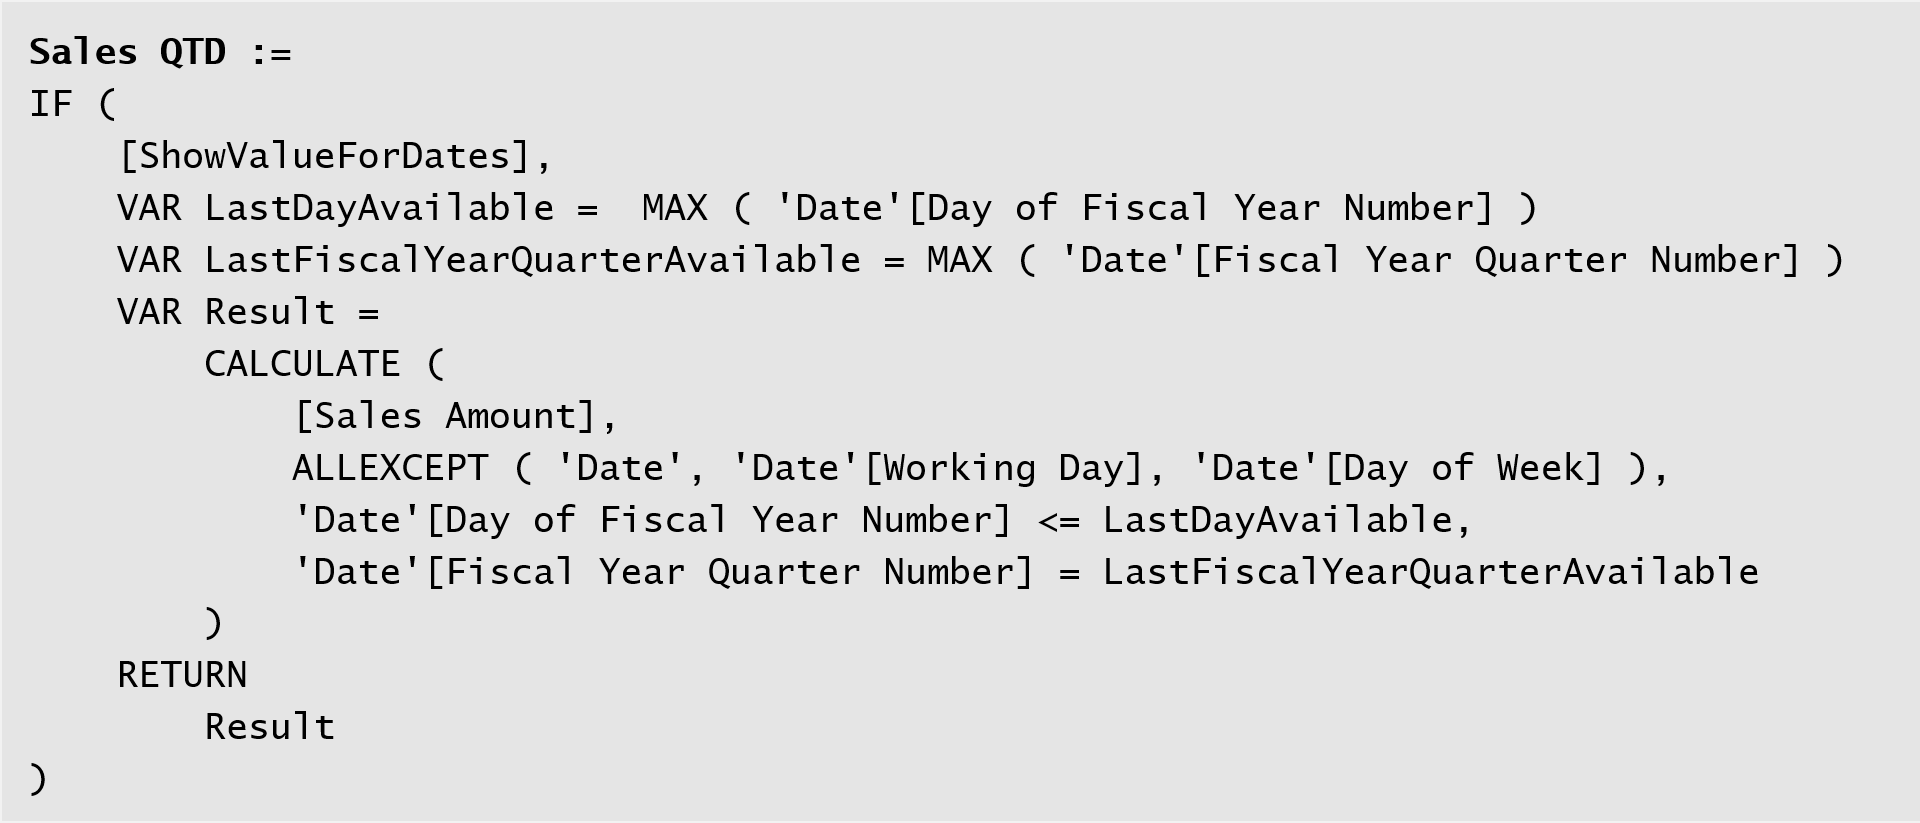 Sales QTD :=
IF (
    [ShowValueForDates],
    VAR LastDayAvailable =  MAX ( 'Date'[Day of Fiscal Year Number] )
    VAR LastFiscalYearQuarterAvailable = MAX ( 'Date'[Fiscal Year Quarter Number] )
    VAR Result =
        CALCULATE (
            [Sales Amount],
            ALLEXCEPT ( 'Date', 'Date'[Working Day], 'Date'[Day of Week] ),
            'Date'[Day of Fiscal Year Number] <= LastDayAvailable,
            'Date'[Fiscal Year Quarter Number] = LastFiscalYearQuarterAvailable
        )
    RETURN
        Result
)